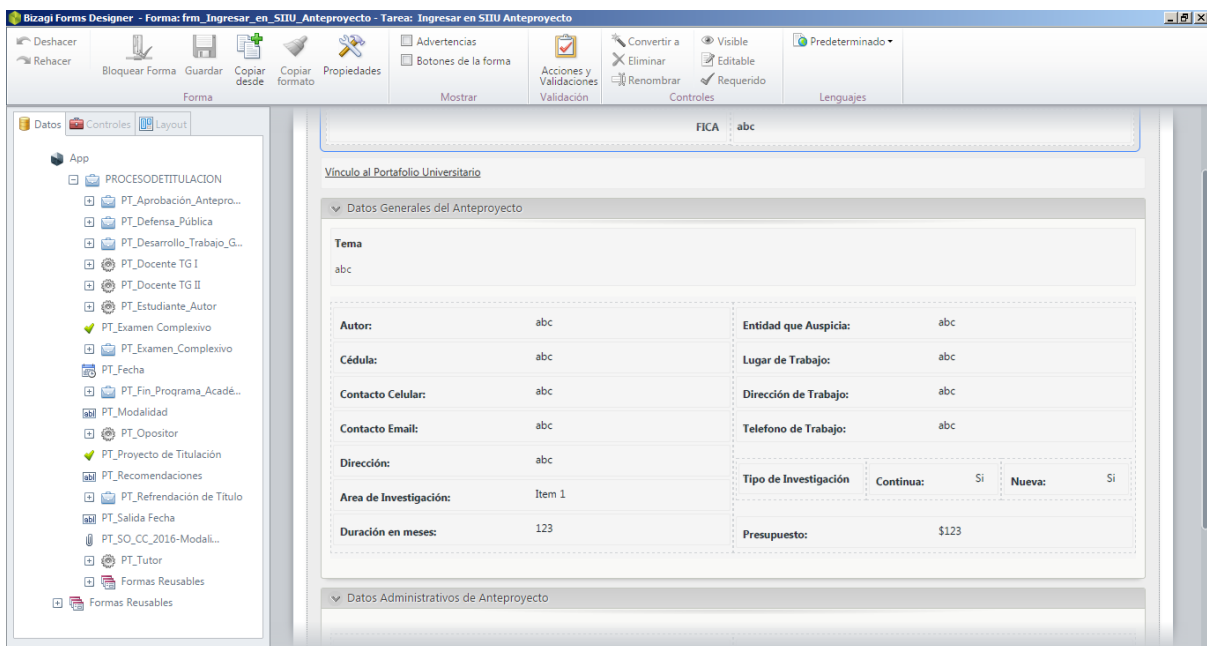 Bizagi Forms Designer - Forma: frm_Ingresar_en_SIIU_Anteproyecto - Tarea: Ingresar en SIIU Anteproyecto
Deshacer
Rehacer
Bloquear Forma
Guardar
Copiar desde
Copiar formato
Propiedades
Forma
Advertencias
Botones de la forma
Mostrar
Acciones y Validaciones
Validación
Convertir a
Eliminar
Renombrar
Visible
Editable
Requerido
Controles
Predeterminado
Lenguajes
Datos Controles Layout
App
PROCESODETITULACION
PT_Aprobación_Antepro...
PT_Defensa_Pública
PT_Desarrollo_Trabajo_G...
PT_Docente TG I
PT_Docente TG II
PT_Estudiante_Autor
PT_Examen Complexivo
PT_Examen_Complexivo
PT_Fecha
PT_Fin_Programa_Acadé...
PT_Modalidad
PT_Opositor
PT_Proyecto de Titulación
PT_Recomendaciones
PT_Refrendación de Título
PT_Salida Fecha
PT_SO_CC_2016-Modali...
PT_Tutor
Formas Reusables
Formas Reusables
FICA abc
Vínculo al Portafolio Universitario
Datos Generales del Anteproyecto
Tema
abc
Autor: abc
Cédula: abc
Contacto Celular: abc
Contacto Email: abc
Dirección: abc
Area de Investigación: Item 1
Duración en meses: 123
Entidad que Auspicia: abc
Lugar de Trabajo: abc
Dirección de Trabajo: abc
Telefono de Trabajo: abc
Tipo de Investigación Continua: Si Nueva: Si
Presupuesto: $123
Datos Administrativos de Anteproyecto